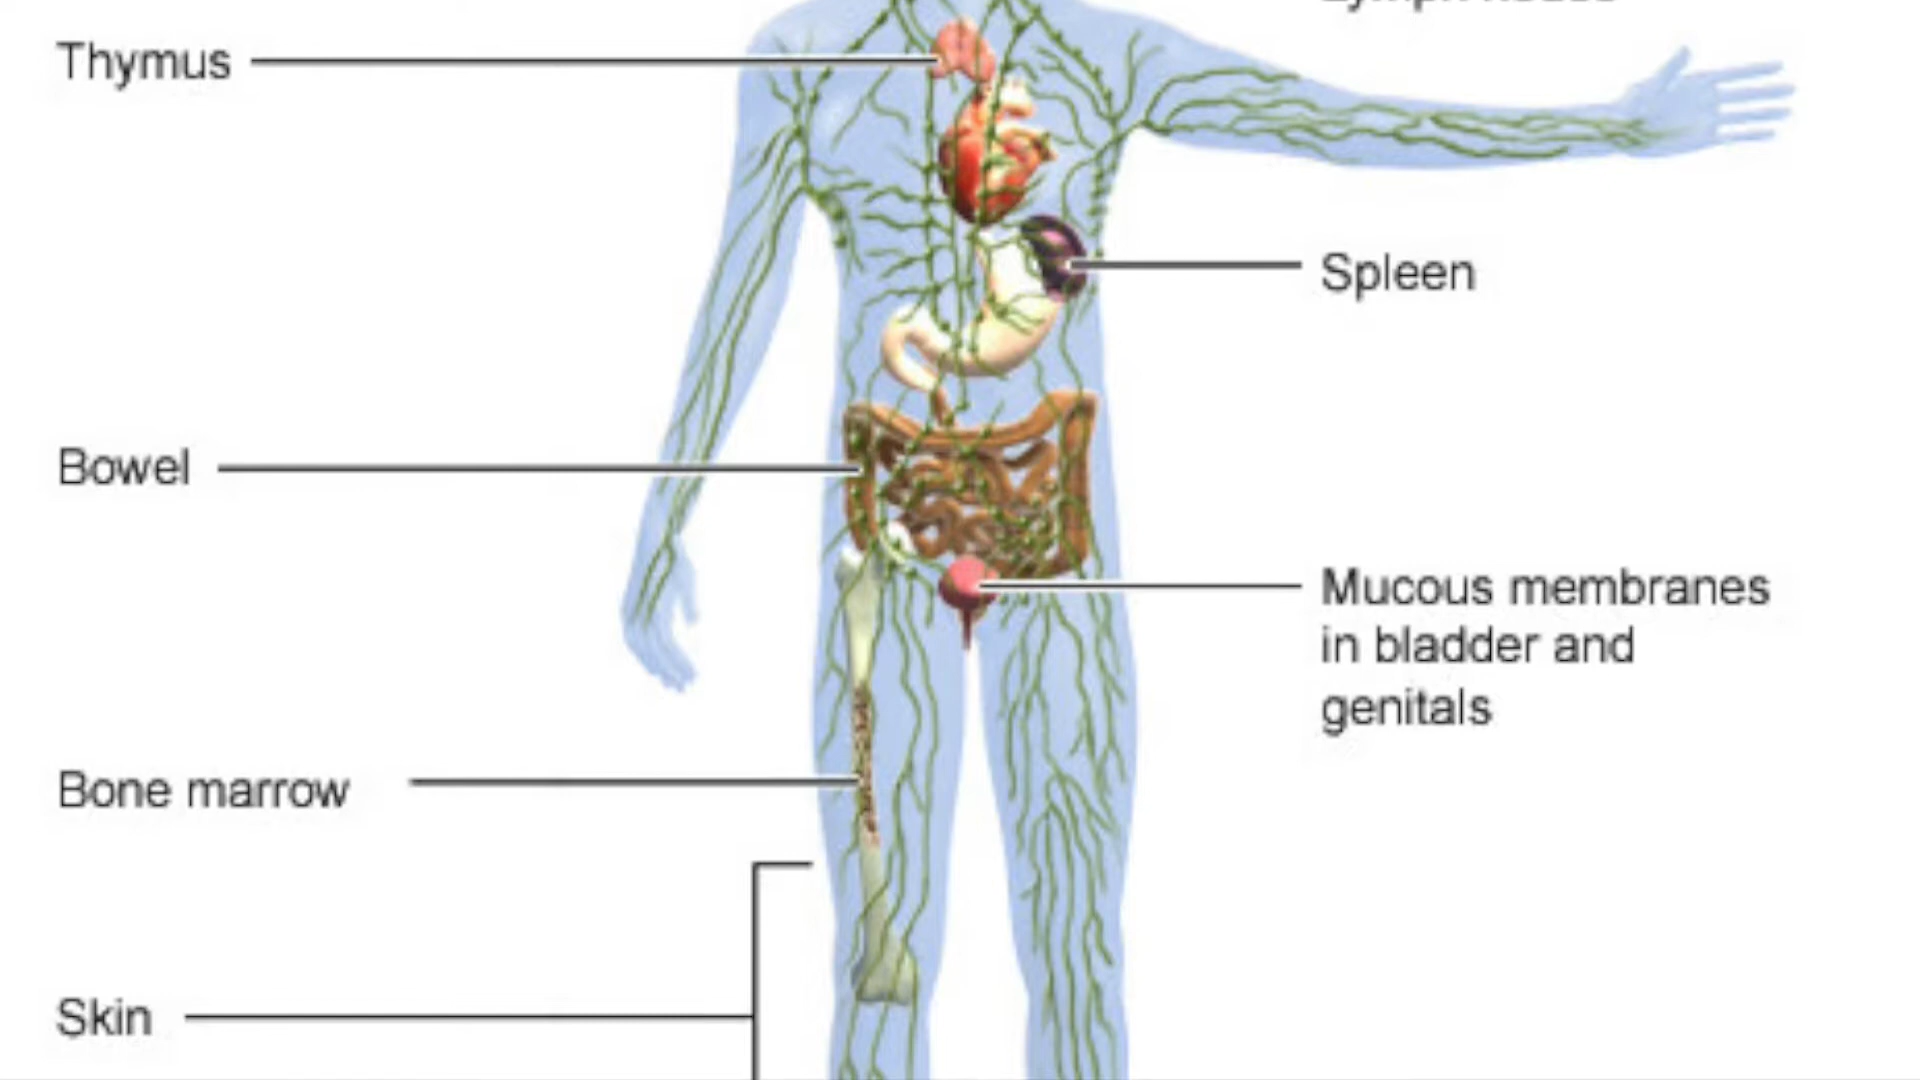 Thymus
Spleen
Bowel
Mucous membranes
in bladder and
genitals
Bone marrow
Skin